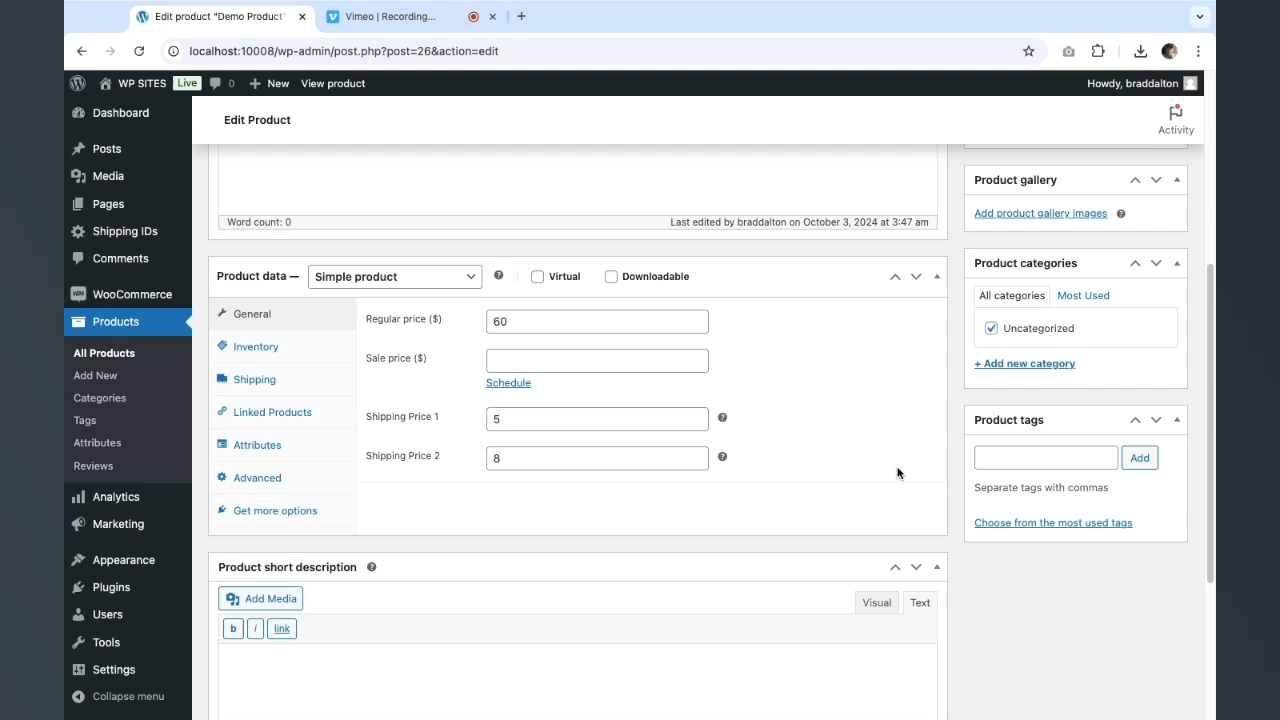 Edit product "Demo Product"
Vimeo | Recording...
localhost:10008/wp-admin/post.php?post=26&action=edit
WP SITES Live 0 New View product
Howdy, braddalton
Dashboard
Posts
Media
Pages
Shipping IDs
Comments
WooCommerce
Products
All Products
Add New
Categories
Tags
Attributes
Reviews
Analytics
Marketing
Appearance
Plugins
Users
Tools
Settings
Collapse menu
Edit Product
Activity
Word count: 0
Last edited by braddalton on October 3, 2024 at 3:47 am
Product data — Simple product Virtual Downloadable
General
Inventory
Shipping
Linked Products
Attributes
Advanced
Get more options
Regular price ($) 60
Sale price ($)
Schedule
Shipping Price 1 5
Shipping Price 2 8
Product short description
Add Media
Visual Text
b i link
Product gallery
Add product gallery images
Product categories
All categories Most Used
Uncategorized
+ Add new category
Product tags
Add
Separate tags with commas
Choose from the most used tags